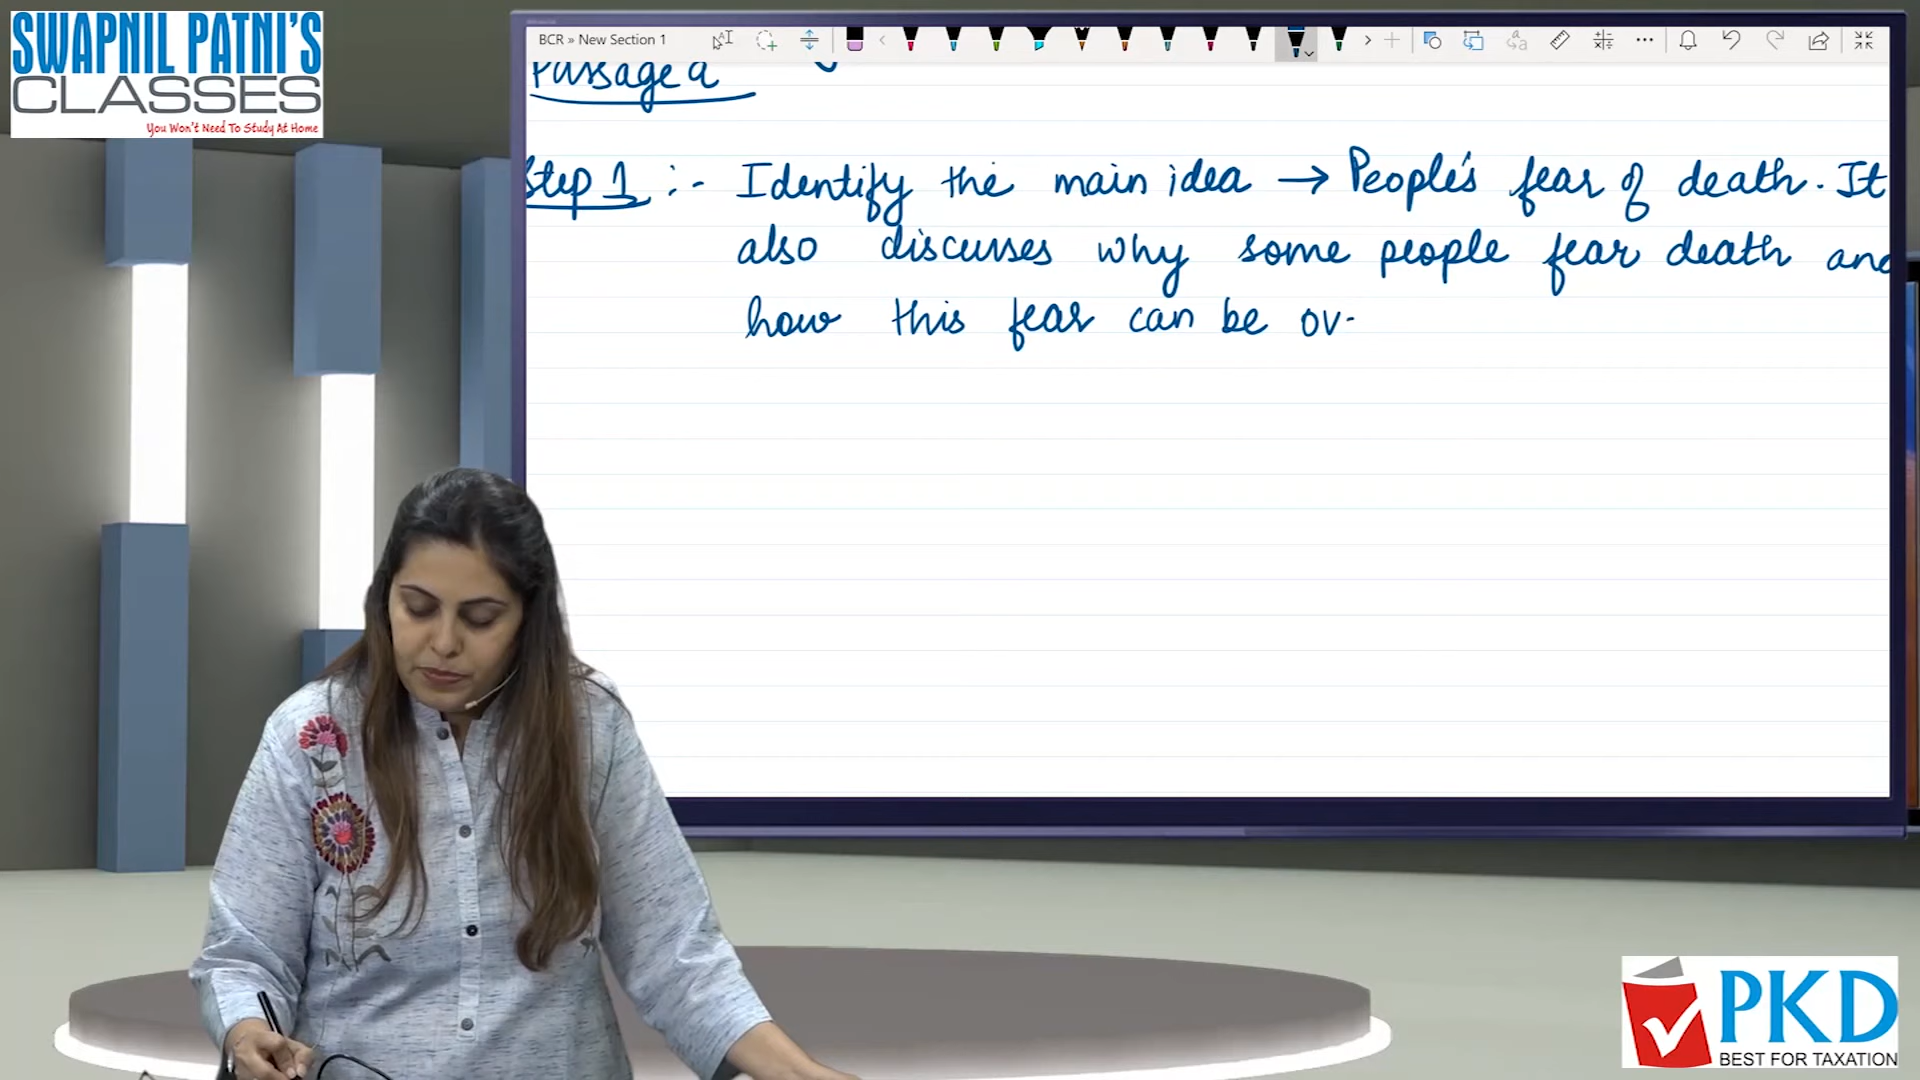 SWAPNIL PATNI'S
CLASSES
You Won't Need To Study At Home
BCR » New Section 1
Passage a
Step 1 :- Identify the main idea → People's fear of death. It
also discusses why some people fear death and
how this fear can be ov-
PKD
BEST FOR TAXATION